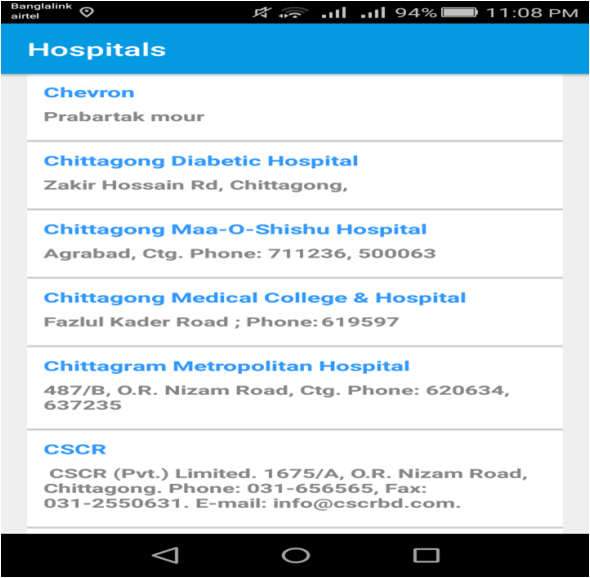 Banglalink
airtel
94% 11:08 PM
Hospitals
Chevron
Prabartak mour
Chittagong Diabetic Hospital
Zakir Hossain Rd, Chittagong,
Chittagong Maa-O-Shishu Hospital
Agrabad, Ctg. Phone: 711236, 500063
Chittagong Medical College & Hospital
Fazlul Kader Road ; Phone: 619597
Chittagram Metropolitan Hospital
487/B, O.R. Nizam Road, Ctg. Phone: 620634,
637235
CSCR
CSCR (Pvt.) Limited. 1675/A, O.R. Nizam Road,
Chittagong. Phone: 031-656565, Fax:
031-2550631. E-mail: info@cscrbd.com.